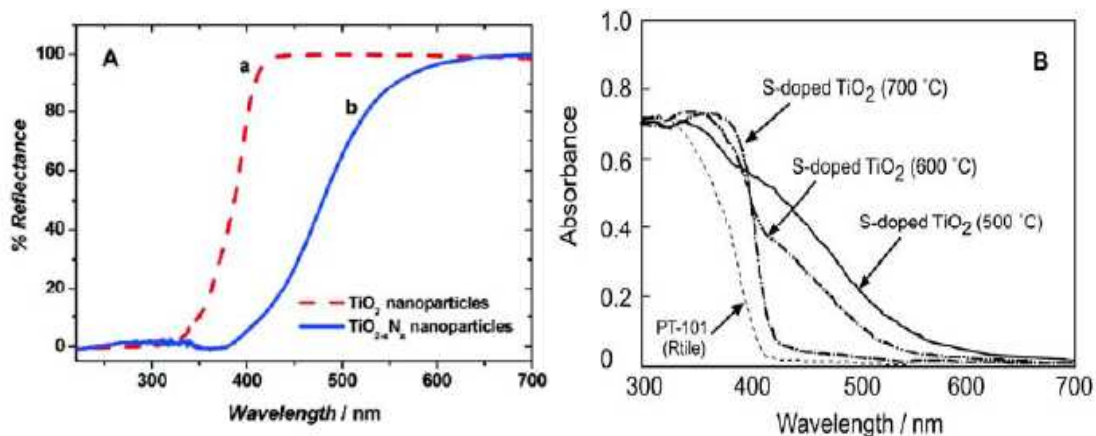 A
a
b
100
80
60
40
20
0
% Reflectance
TiO2 nanoparticles
TiO2-xNx nanoparticles
300 400 500 600 700
Wavelength / nm
B
1.0
0.8
0.6
0.4
0.2
0
Absorbance
S-doped TiO2 (700 °C)
S-doped TiO2 (600 °C)
S-doped TiO2 (500 °C)
PT-101
(Rtile)
300 400 500 600 700
Wavelength / nm